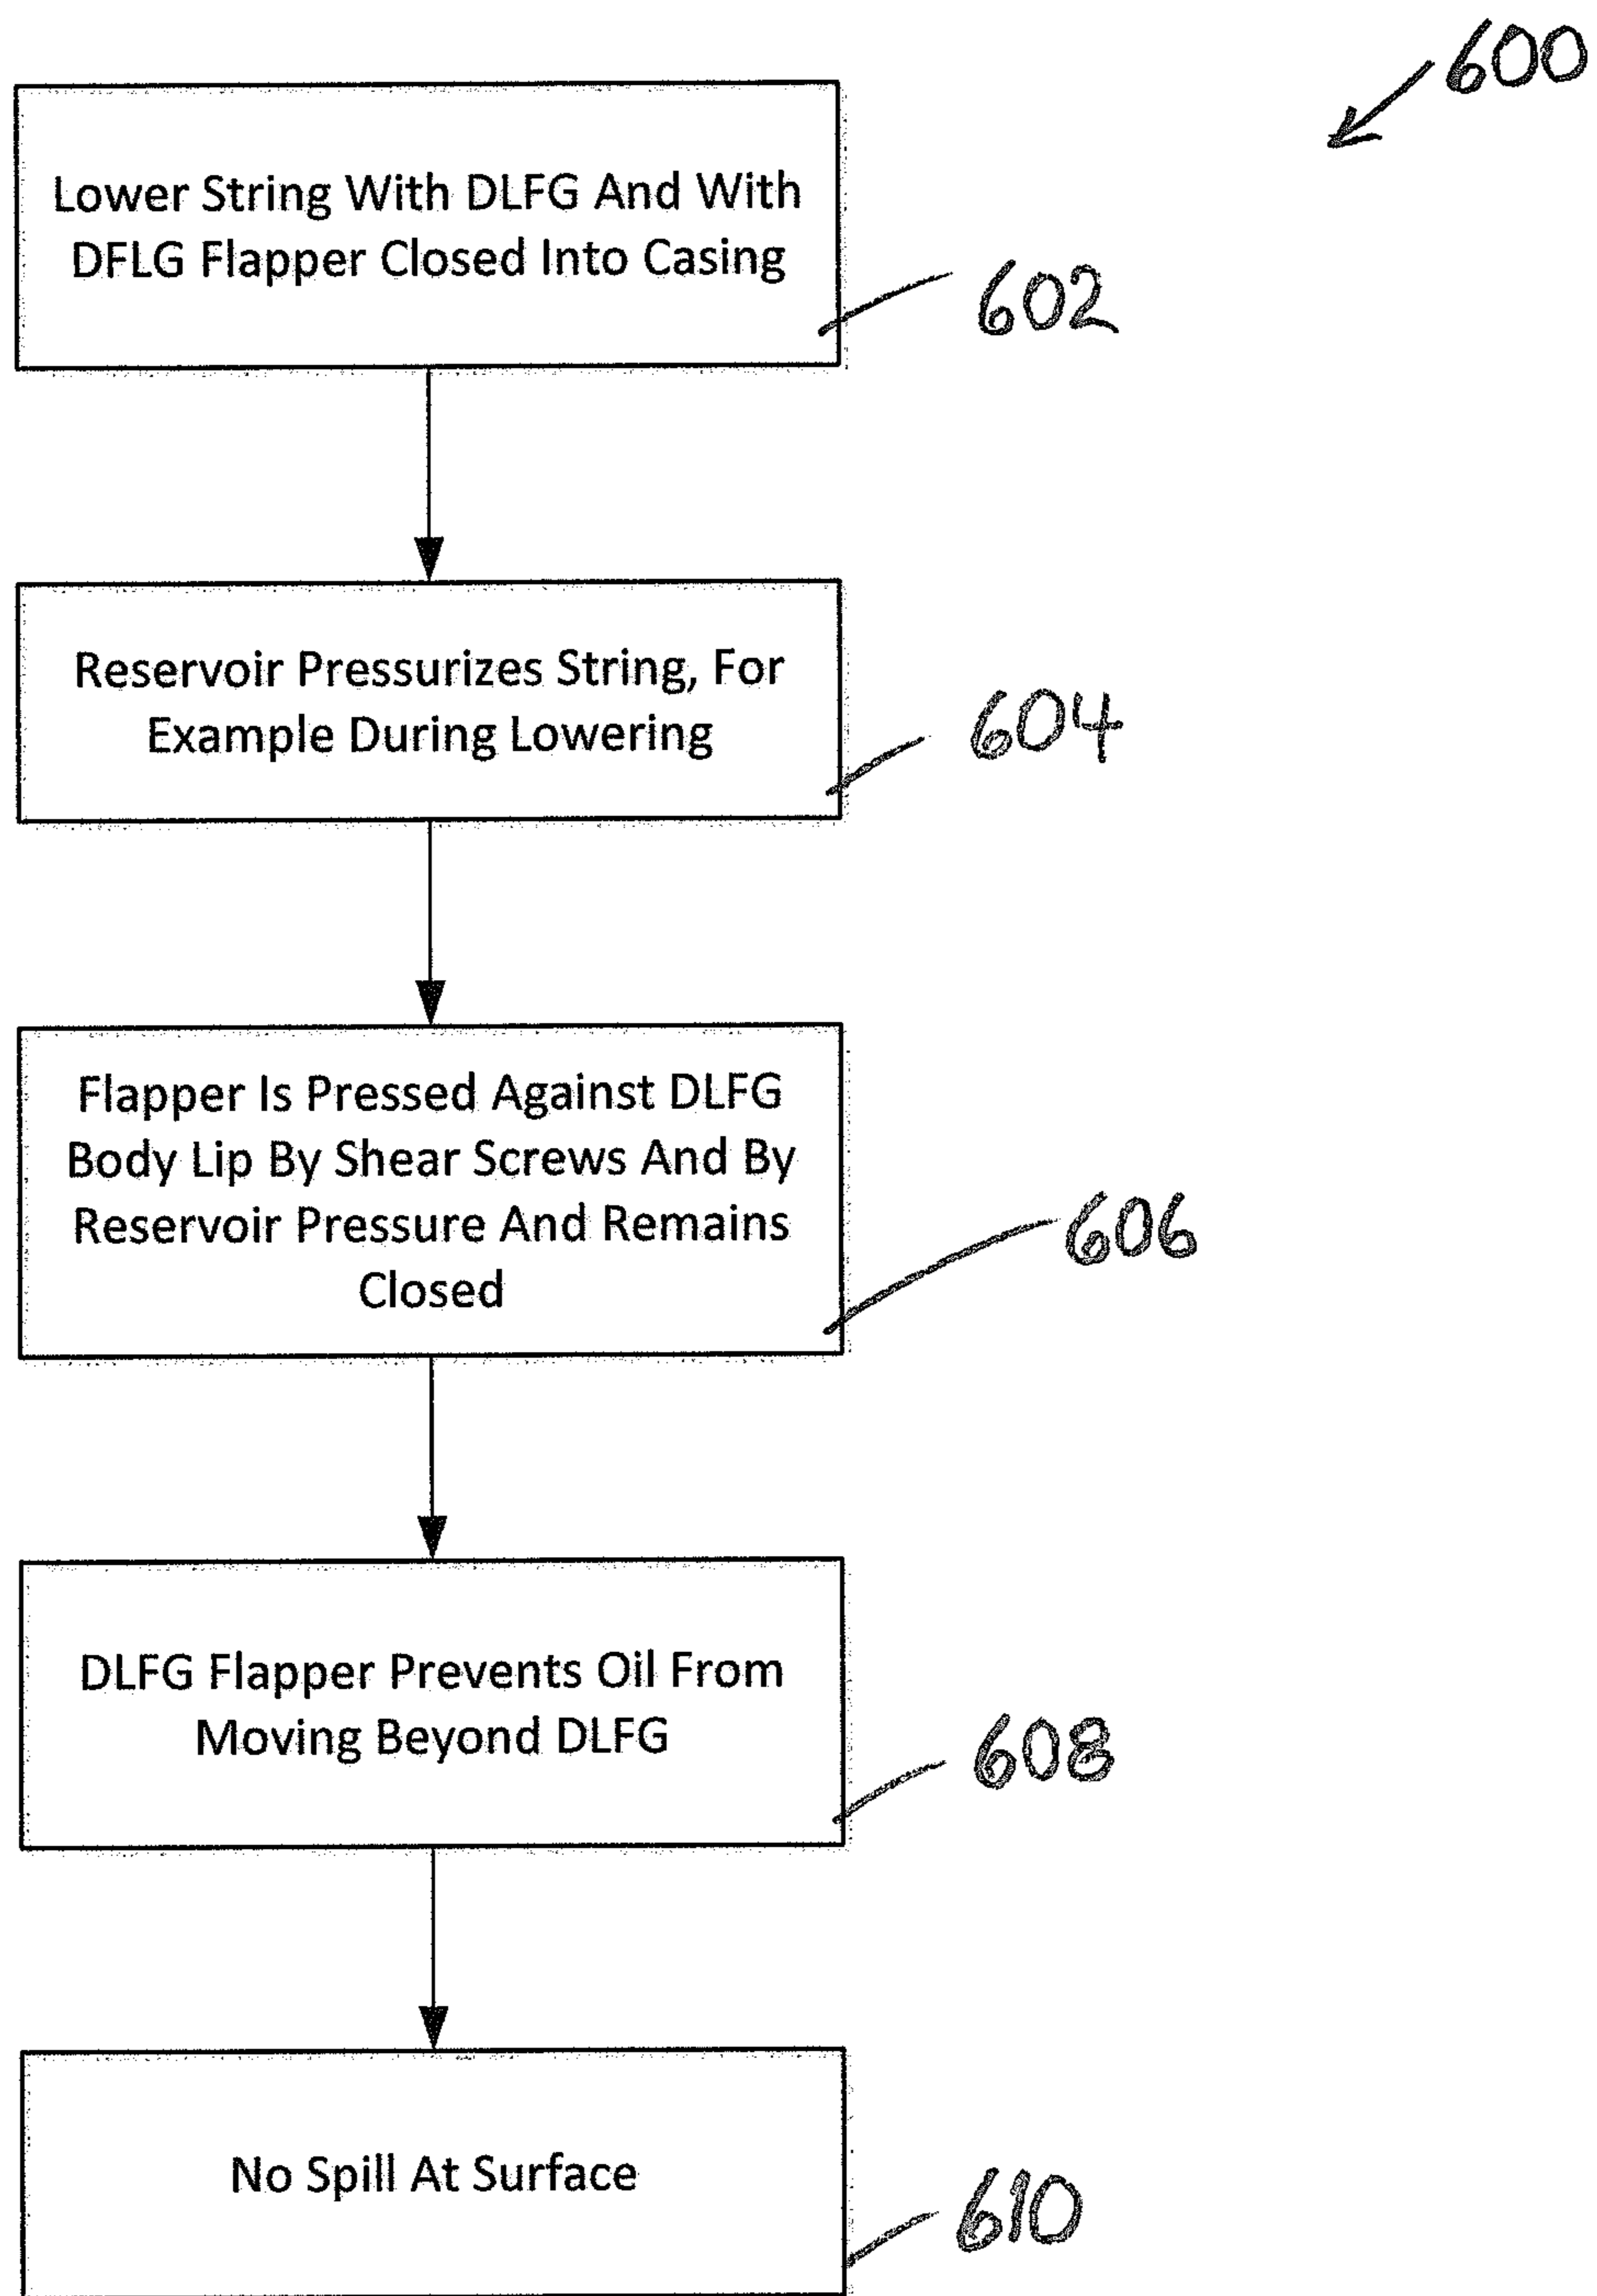 600
Lower String With DLFG And With
DFLG Flapper Closed Into Casing
602
Reservoir Pressurizes String, For
Example During Lowering
604
Flapper Is Pressed Against DLFG
Body Lip By Shear Screws And By
Reservoir Pressure And Remains
Closed
606
DLFG Flapper Prevents Oil From
Moving Beyond DLFG
608
No Spill At Surface
610